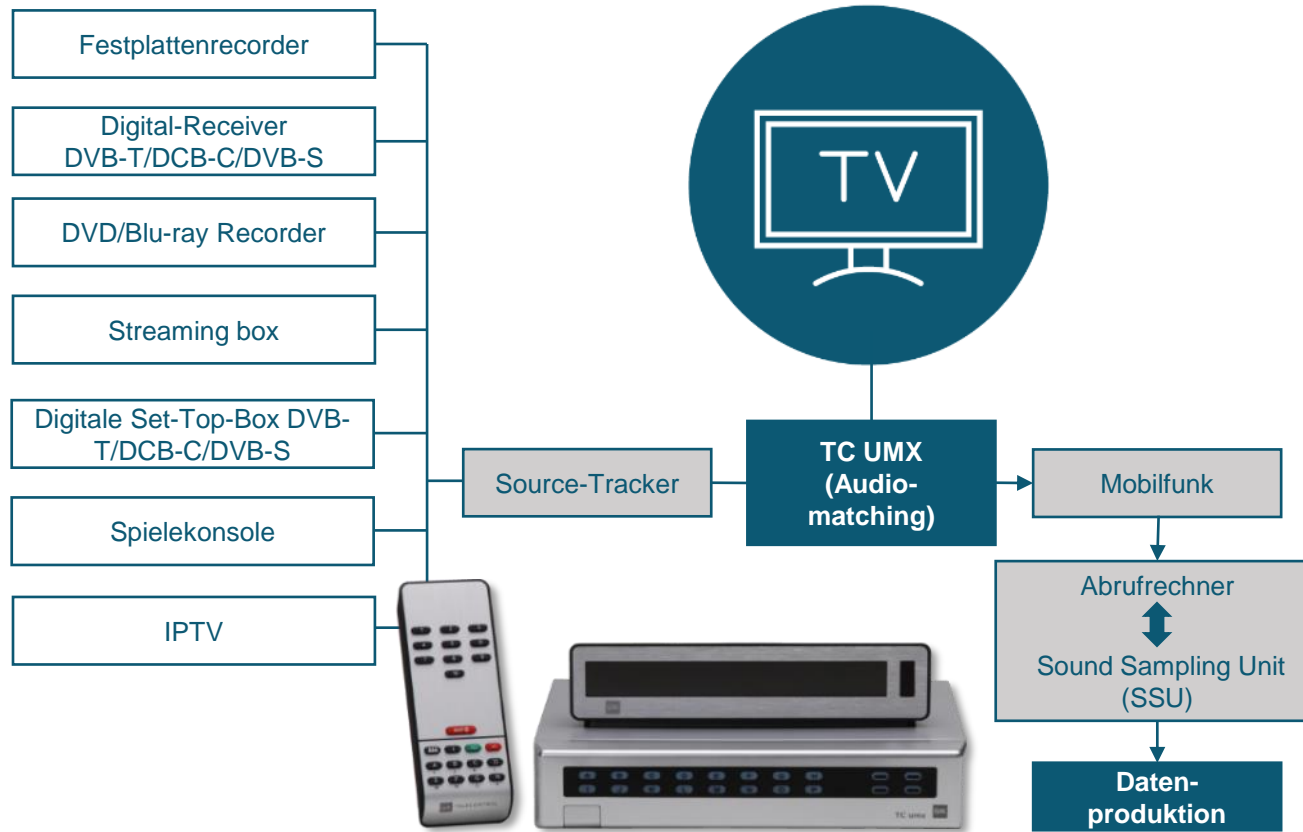 Festplattenrecorder
Digital-Receiver
DVB-T/DCB-C/DVB-S
DVD/Blu-ray Recorder
Streaming box
Digitale Set-Top-Box DVB-
T/DCB-C/DVB-S
Spielekonsole
IPTV
TV
Source-Tracker
TC UMX
(Audio-
matching)
Mobilfunk
Abrufrechner
Sound Sampling Unit
(SSU)
Daten-
produktion
TC umx